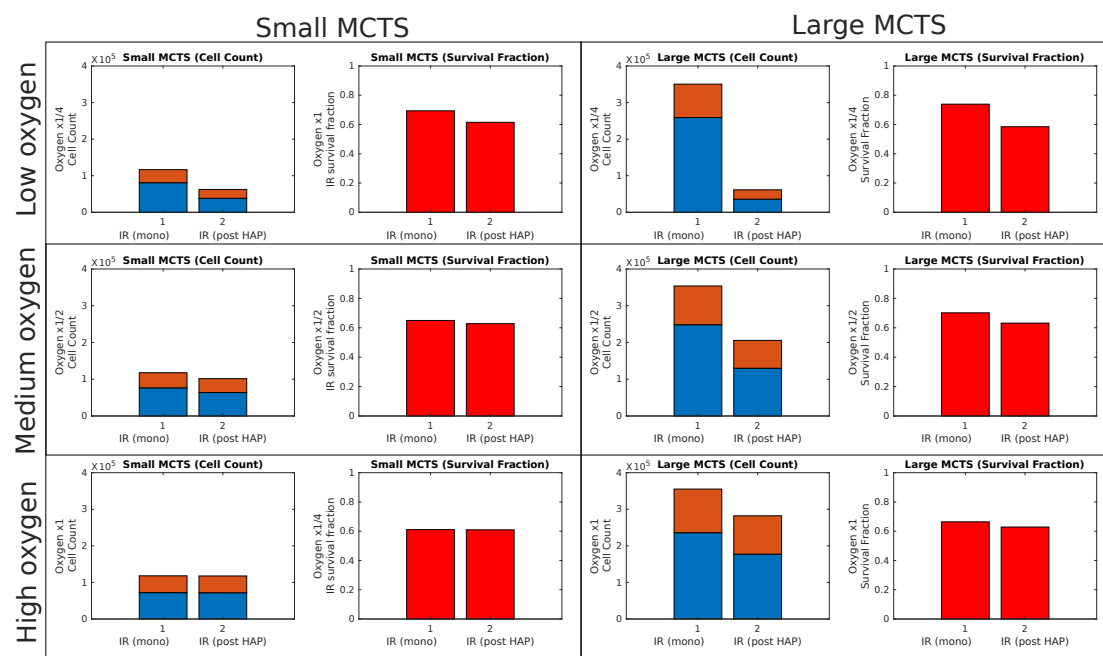 Small MCTS
Large MCTS
Low oxygen
Small MCTS (Cell Count)
X10^5
Oxygen x1/4
Cell Count
4
3
2
1
0
1
2
IR (mono)
IR (post HAP)
Small MCTS (Survival Fraction)
Oxygen x1
IR survival fraction
1
0.8
0.6
0.4
0.2
0
1
2
IR (mono)
IR (post HAP)
Large MCTS (Cell Count)
X10^5
Oxygen x1/4
Cell Count
4
3
2
1
0
1
2
IR (mono)
IR (post HAP)
Large MCTS (Survival Fraction)
Oxygen x1/4
Survival Fraction
1
0.8
0.6
0.4
0.2
0
1
2
IR (mono)
IR (post HAP)
Medium oxygen
Small MCTS (Cell Count)
X10^5
Oxygen x1/2
Cell Count
4
3
2
1
0
1
2
IR (mono)
IR (post HAP)
Small MCTS (Survival Fraction)
Oxygen x1/2
IR survival fraction
1
0.8
0.6
0.4
0.2
0
1
2
IR (mono)
IR (post HAP)
Large MCTS (Cell Count)
X10^5
Oxygen x1/2
Cell Count
4
3
2
1
0
1
2
IR (mono)
IR (post HAP)
Large MCTS (Survival Fraction)
Oxygen x1/2
Survival Fraction
1
0.8
0.6
0.4
0.2
0
1
2
IR (mono)
IR (post HAP)
High oxygen
Small MCTS (Cell Count)
X10^5
Oxygen x1
Cell Count
4
3
2
1
0
1
2
IR (mono)
IR (post HAP)
Small MCTS (Survival Fraction)
Oxygen x1/4
IR survival fraction
1
0.8
0.6
0.4
0.2
0
1
2
IR (mono)
IR (post HAP)
Large MCTS (Cell Count)
X10^5
Oxygen x1
Cell Count
4
3
2
1
0
1
2
IR (mono)
IR (post HAP)
Large MCTS (Survival Fraction)
Oxygen x1
Survival Fraction
1
0.8
0.6
0.4
0.2
0
1
2
IR (mono)
IR (post HAP)